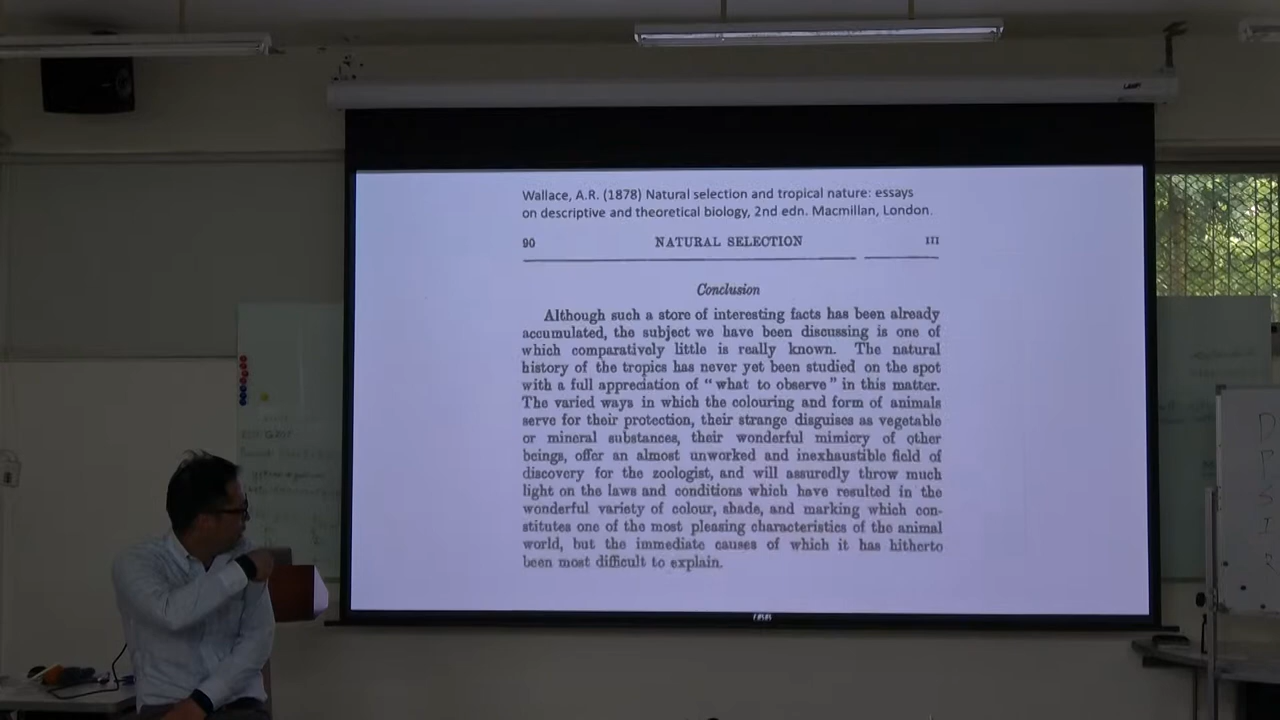 Wallace, A.R. (1878) Natural selection and tropical nature: essays
on descriptive and theoretical biology, 2nd edn. Macmillan, London.
90 NATURAL SELECTION III
Conclusion
Although such a store of interesting facts has been already
accumulated, the subject we have been discussing is one of
which comparatively little is really known. The natural
history of the tropics has never yet been studied on the spot
with a full appreciation of “what to observe” in this matter.
The varied ways in which the colouring and form of animals
serve for their protection, their strange disguises as vegetable
or mineral substances, their wonderful mimicry of other
beings, offer an almost unworked and inexhaustible field of
discovery for the zoologist, and will assuredly throw much
light on the laws and conditions which have resulted in the
wonderful variety of colour, shade, and marking which con-
stitutes one of the most pleasing characteristics of the animal
world, but the immediate causes of which it has hitherto
been most difficult to explain.